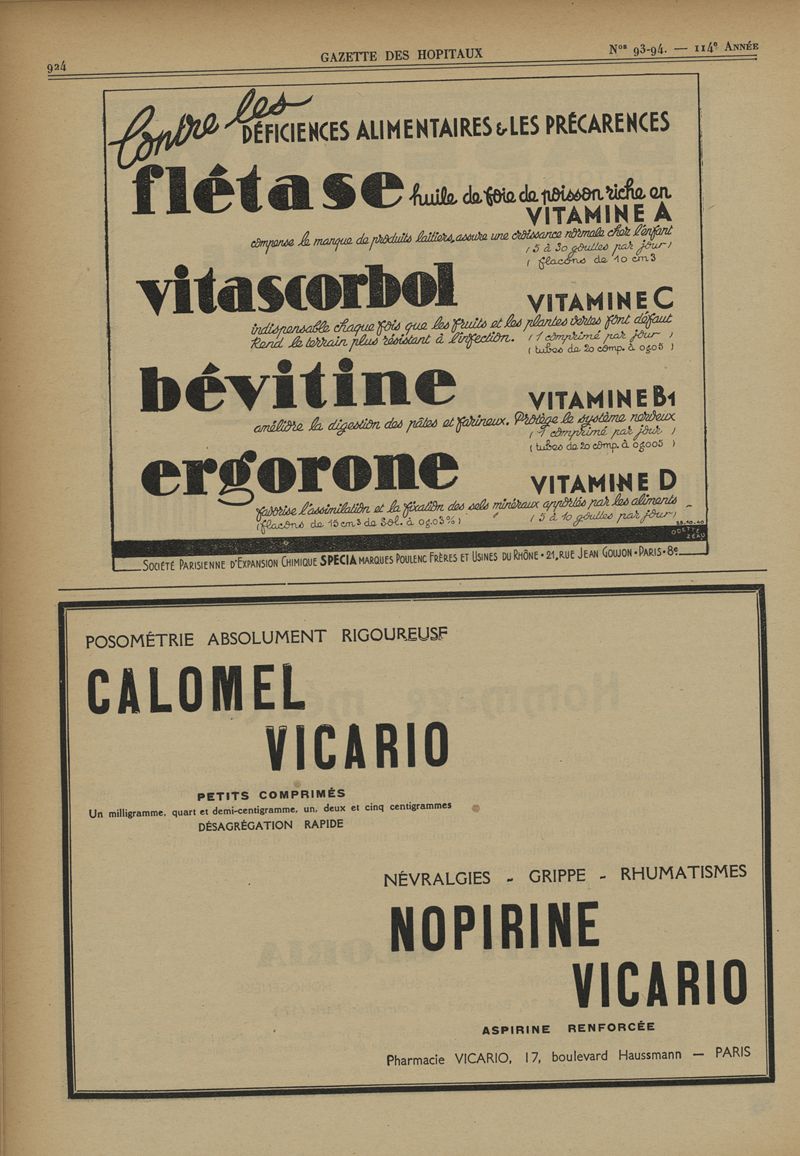 924
GAZETTE DES HOPITAUX
Nos 93-94. — 114e ANNÉE
Contre les
DÉFICIENCES ALIMENTAIRES & LES PRÉCARENCES
flétase huile de foie de poisson riche en
VITAMINE A
compense le manque de produits laitiers, assure une croissance normale chez l'enfant
(5 à 30 gouttes par jour)
(flacons de 10 cm3
vitascorbol VITAMINE C
indispensable chaque fois que les fruits et les plantes vertes font défaut
Rend le terrain plus résistant à l'infection. (1 comprimé par jour)
(tubes de 20 comp. à 0g05)
bévitine VITAMINE B1
améliore la digestion des pâtes et farineux. Protège le système nerveux
(1 comprimé par jour)
(tubes de 20 comp. à 0g005)
ergorone VITAMINE D
favorise l'assimilation et la fixation des sels minéraux apportés par les aliments
(flacons de 15 cm3 de Sol. à 0g03%) (5 à 10 gouttes par jour)
ODETTE
ZEAU
SOCIÉTÉ PARISIENNE D'EXPANSION CHIMIQUE SPECIA MARQUES POULENC FRÈRES ET USINES DU RHÔNE • 21, RUE JEAN GOUJON • PARIS • 8e
POSOMÉTRIE ABSOLUMENT RIGOUREUSE
CALOMEL
VICARIO
PETITS COMPRIMÉS
Un milligramme, quart et demi-centigramme, un, deux et cinq centigrammes
DÉSAGRÉGATION RAPIDE
NÉVRALGIES - GRIPPE - RHUMATISMES
NOPIRINE
VICARIO
ASPIRINE RENFORCÉE
Pharmacie VICARIO, 17, boulevard Haussmann — PARIS